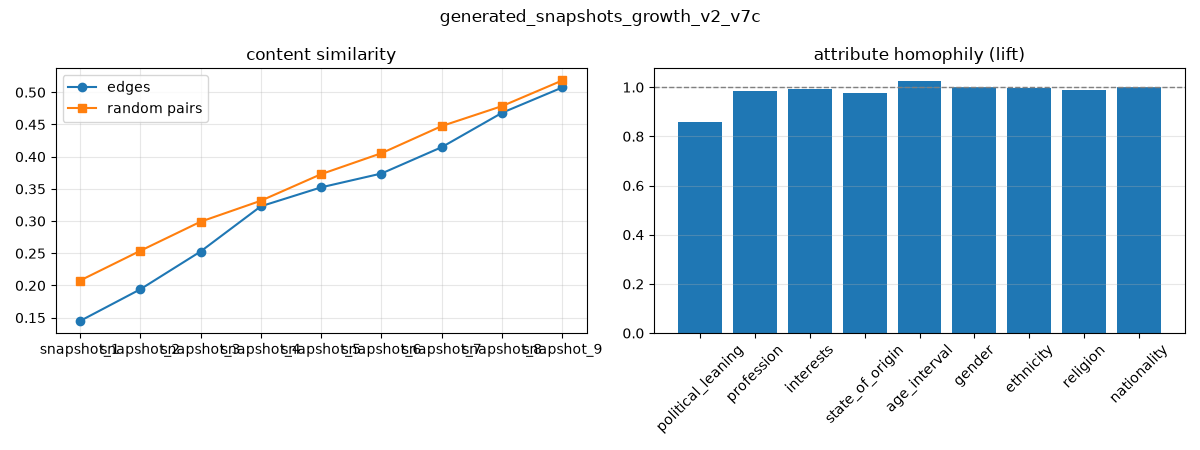 generated_snapshots_growth_v2_v7c
content similarity
edges
random pairs
0.50
0.45
0.40
0.35
0.30
0.25
0.20
0.15
snapshot_1 snapshot_2 snapshot_3 snapshot_4 snapshot_5 snapshot_6 snapshot_7 snapshot_8 snapshot_9
attribute homophily (lift)
1.0
0.8
0.6
0.4
0.2
0.0
political_leaning
profession
interests
state_of_origin
age_interval
gender
ethnicity
religion
nationality